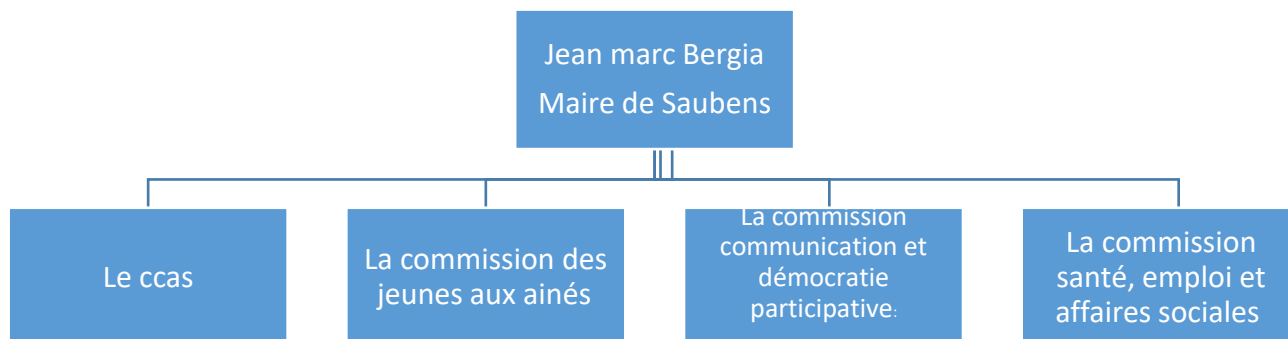 Jean marc Bergia
Maire de Saubens
Le ccas
La commission des
jeunes aux ainés
La commission
communication et
démocratie
participative:
La commission
santé, emploi et
affaires sociales